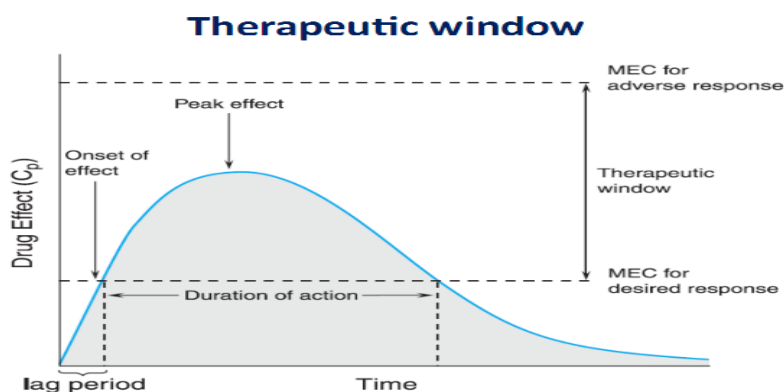 Therapeutic window
MEC for
adverse response
Peak effect
Onset of
effect
Therapeutic
window
Drug Effect (Cp)
MEC for
desired response
Duration of action
lag period
Time